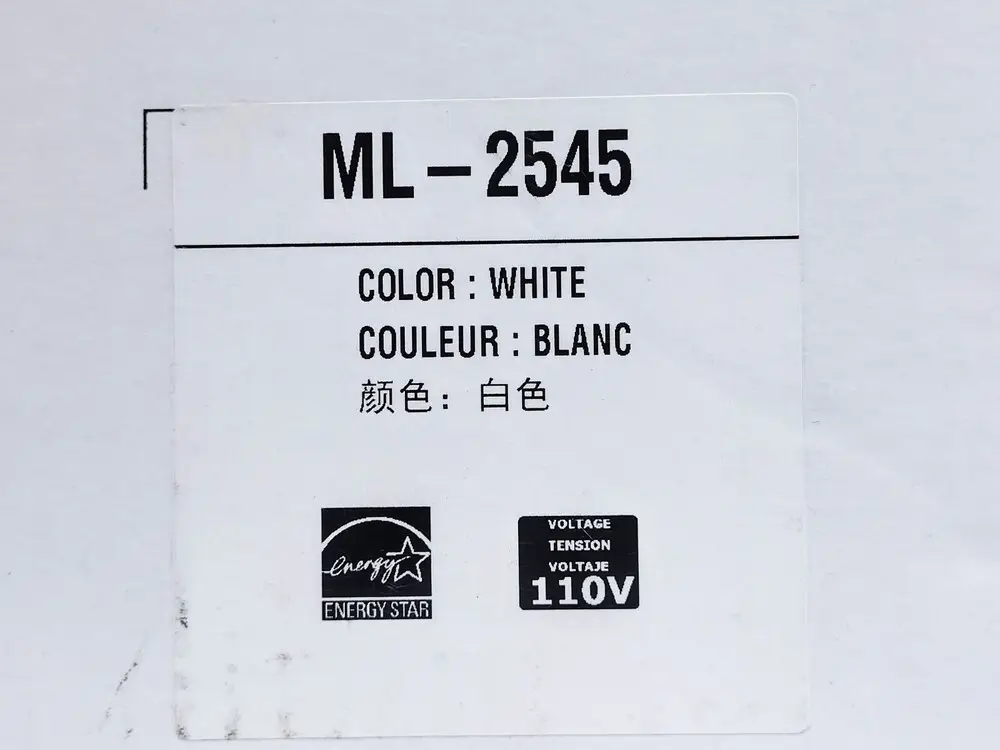 ML-2545
COLOR : WHITE
COULEUR : BLANC
颜色：白色
energy
ENERGY STAR
VOLTAGE
TENSION
VOLTAJE
110V